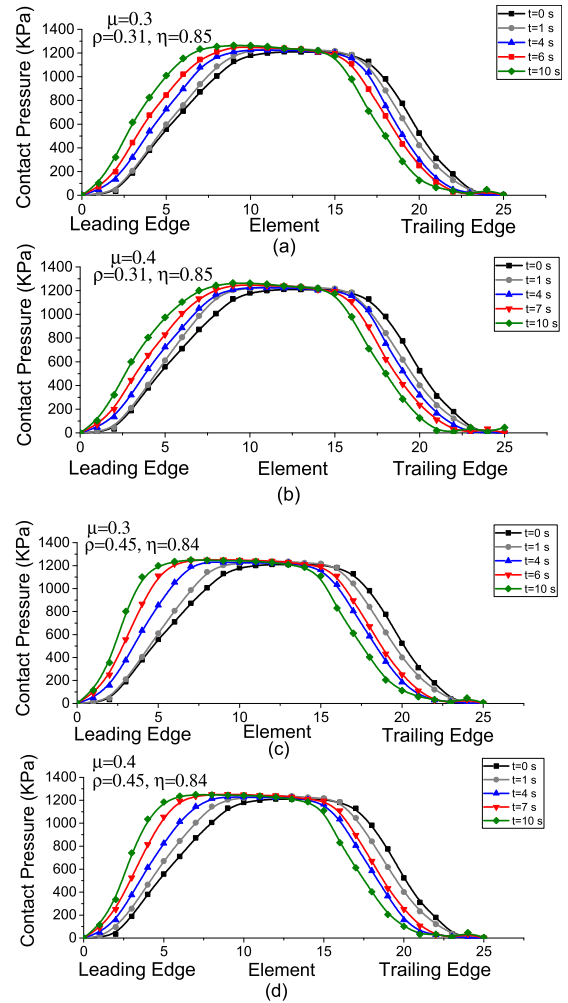 μ=0.3
ρ=0.31, η=0.85
t=0 s
t=1 s
t=4 s
t=6 s
t=10 s
Contact Pressure (KPa)
1400
1200
1000
800
600
400
200
0
0 5 10 15 20 25
Leading Edge Element Trailing Edge
(a)
μ=0.4
ρ=0.31, η=0.85
t=0 s
t=1 s
t=4 s
t=7 s
t=10 s
Contact Pressure (KPa)
1400
1200
1000
800
600
400
200
0
0 5 10 15 20 25
Leading Edge Element Trailing Edge
(b)
μ=0.3
ρ=0.45, η=0.84
t=0 s
t=1 s
t=4 s
t=6 s
t=10 s
Contact Pressure (KPa)
1400
1200
1000
800
600
400
200
0
0 5 10 15 20 25
Leading Edge Element Trailing Edge
(c)
μ=0.4
ρ=0.45, η=0.84
t=0 s
t=1 s
t=4 s
t=7 s
t=10 s
Contact Pressure (KPa)
1400
1200
1000
800
600
400
200
0
0 5 10 15 20 25
Leading Edge Element Trailing Edge
(d)